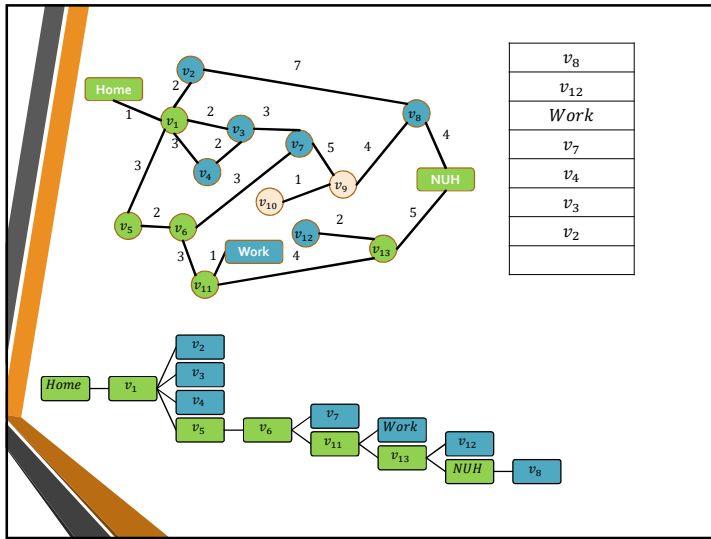 7
v₂
v₈
Home
2
v₈
v₁₂
1
2
3
v₁
v₃
Work
3
2
v₇
5
4
4
v₇
v₄
3
3
1
v₉
NUH
v₄
v₁₀
v₃
2
2
5
v₅
v₆
v₁₂
v₂
3
1
Work
4
v₁₃
v₁₁
v₂
Home
v₁
v₃
v₄
v₅
v₆
v₇
v₁₁
Work
v₁₃
v₁₂
NUH
v₈